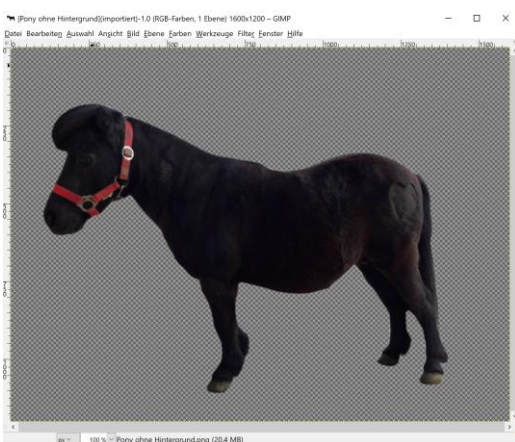 [Pony ohne Hintergrund](importiert)-1.0 (RGB-Farben, 1 Ebene) 1600x1200 – GIMP
Datei Bearbeiten Auswahl Ansicht Bild Ebene Farben Werkzeuge Filter Fenster Hilfe
px 100 % Pony ohne Hintergrund.png (20,4 MB)